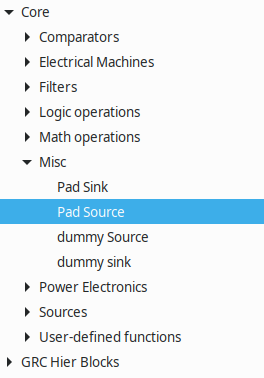 Core
Comparators
Electrical Machines
Filters
Logic operations
Math operations
Misc
Pad Sink
Pad Source
dummy Source
dummy sink
Power Electronics
Sources
User-defined functions
GRC Hier Blocks